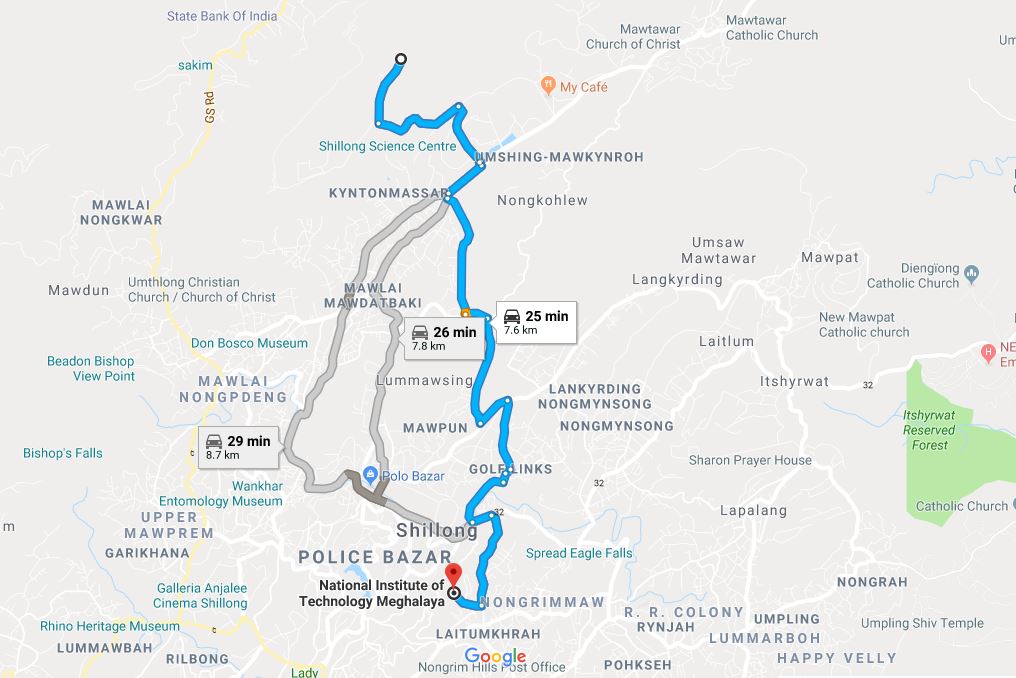 State Bank Of India
Mawtawar
Church of Christ
Mawtawar
Catholic Church
Um
sakim
GS Rd
My Café
Shillong Science Centre
UMSHING-MAWKYNROH
KYNTONMASSAR
Nongkohlew
MAWLAI
NONGKWAR
Umsaw
Mawtawar
Mawpat
Langkyrding
Diengïong
Catholic Church
Mawdun
Umthlong Christian
Church / Church of Christ
MAWLAI
MAWDATBAKI
25 min
7.6 km
26 min
7.8 km
New Mawpat
Catholic church
Don Bosco Museum
Laitlum
NE
Em
Beadon Bishop
View Point
MAWLAI
NONGPDENG
Lummawsing
LANKYRDING
NONGMYNSONG
Itshyrwat
32
Itshyrwat
Reserved
Forest
29 min
8.7 km
MAWPUN
NONGMYNSONG
Bishop's Falls
Polo Bazar
GOLF LINKS
Sharon Prayer House
Wankhar
Entomology Museum
32
Catholic Church
m
UPPER
MAWPREM
GARIKHANA
Shillong
32
Lapalang
POLICE BAZAR
Spread Eagle Falls
National Institute of
Technology Meghalaya
NONGRAH
Galleria Anjalee
Cinema Shillong
NONGRIMMAW
R. R. COLONY
RYNJAH
UMPLING
Umpling Shiv Temple
Rhino Heritage Museum
LUMMAWBAH
LAITUMKHRAH
LUMMARBOH
RILBONG
Google
Nongrim Hills Post Office
POHKSEH
HAPPY VELLY
Lady